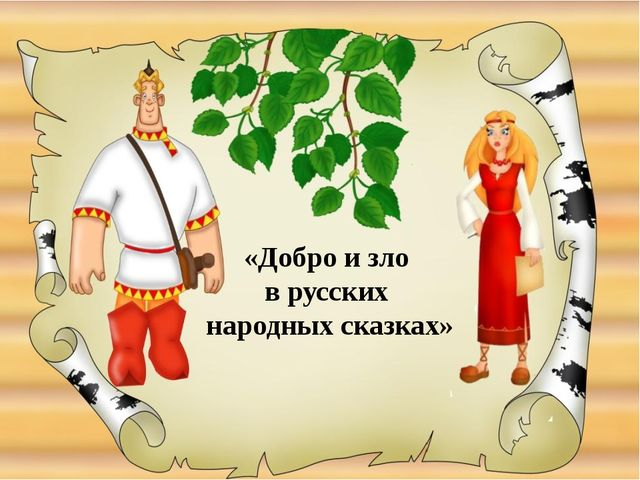 «Добро и зло
в русских
народных сказках»